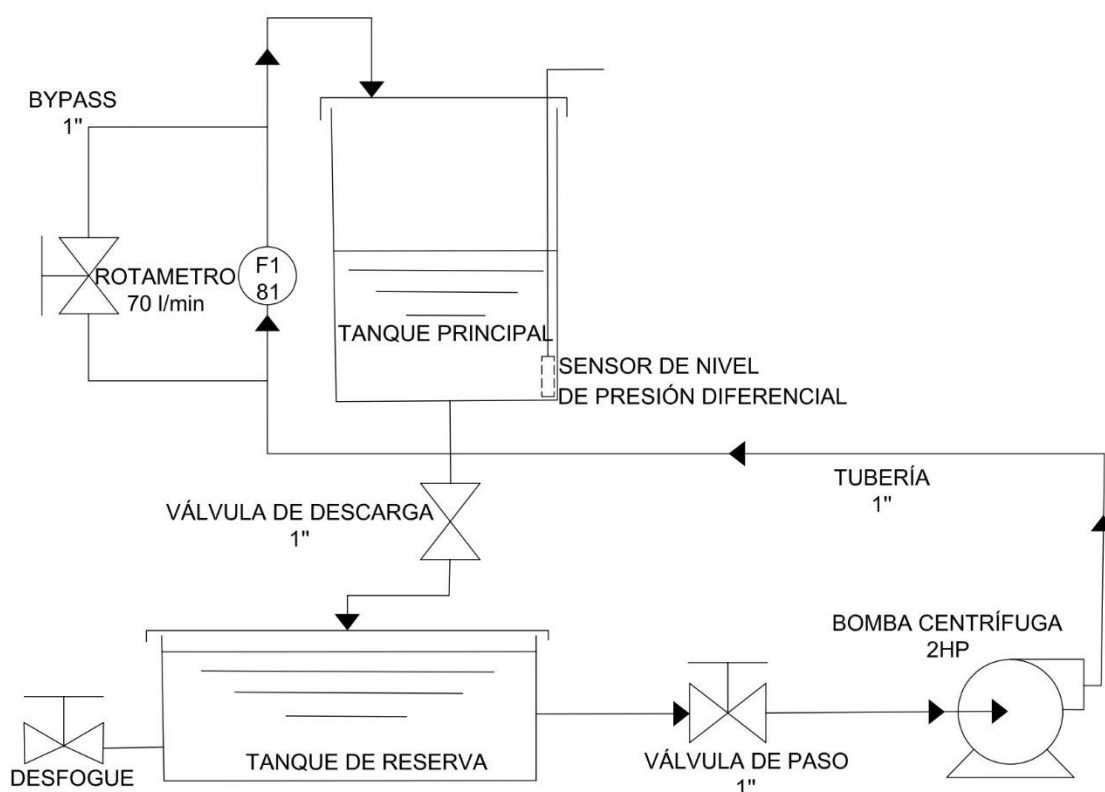 BYPASS
1"
ROTAMETRO
70 l/min
F1
81
TANQUE PRINCIPAL
SENSOR DE NIVEL
DE PRESIÓN DIFERENCIAL
TUBERÍA
1"
VÁLVULA DE DESCARGA
1"
BOMBA CENTRÍFUGA
2HP
DESFOGUE
TANQUE DE RESERVA
VÁLVULA DE PASO
1"